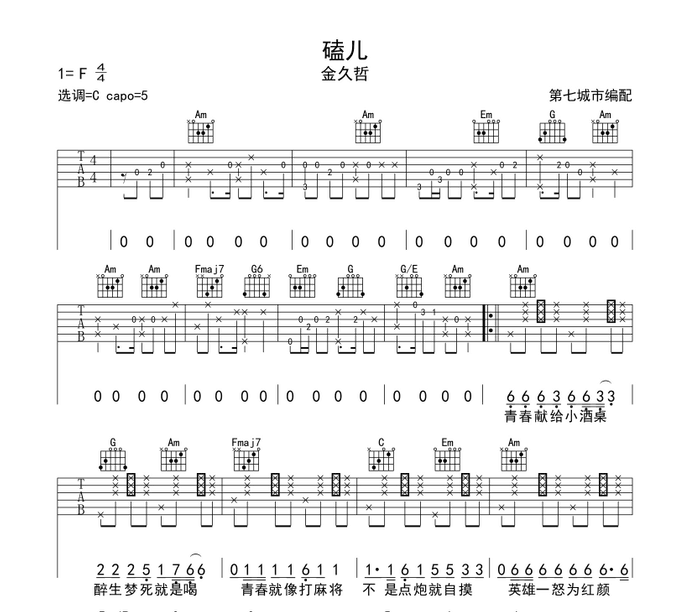 磕儿
1= F 4/4
金久哲
选调=C capo=5
第七城市编配
Am Am Em G Am
T A B 4 4
0 0 0 0 0 0 0 0 0 0 0 0 0 0 0 0 0 0
Am Am Fmaj7 G6 Em G G/E Am Am
T A B
0 0 0 0 0 0 0 0 0 0 0 0 0 0 0 0 6 6 6 3 6 6 3 3
青春献给小酒桌
G Am Fmaj7 C Em Am
T A B
2 2 2 5 1 7 6 6 0 1 1 1 1 6 1 1 1· 1 6 1 5 5 3 3 0 6 6 6 6 6 6 6· 6
醉生梦死就是喝 青春就像打麻将 不是点炮就自摸 英雄一怒为红颜